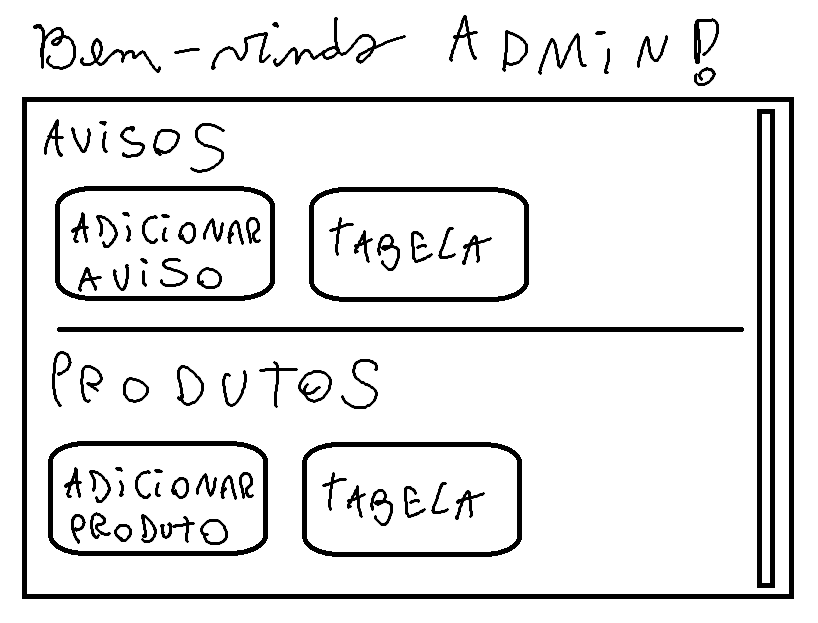 Bem-vindo ADMIN!
AVISOS
ADICIONAR
AVISO
TABELA
PRODUTOS
ADICIONAR
PRODUTO
TABELA